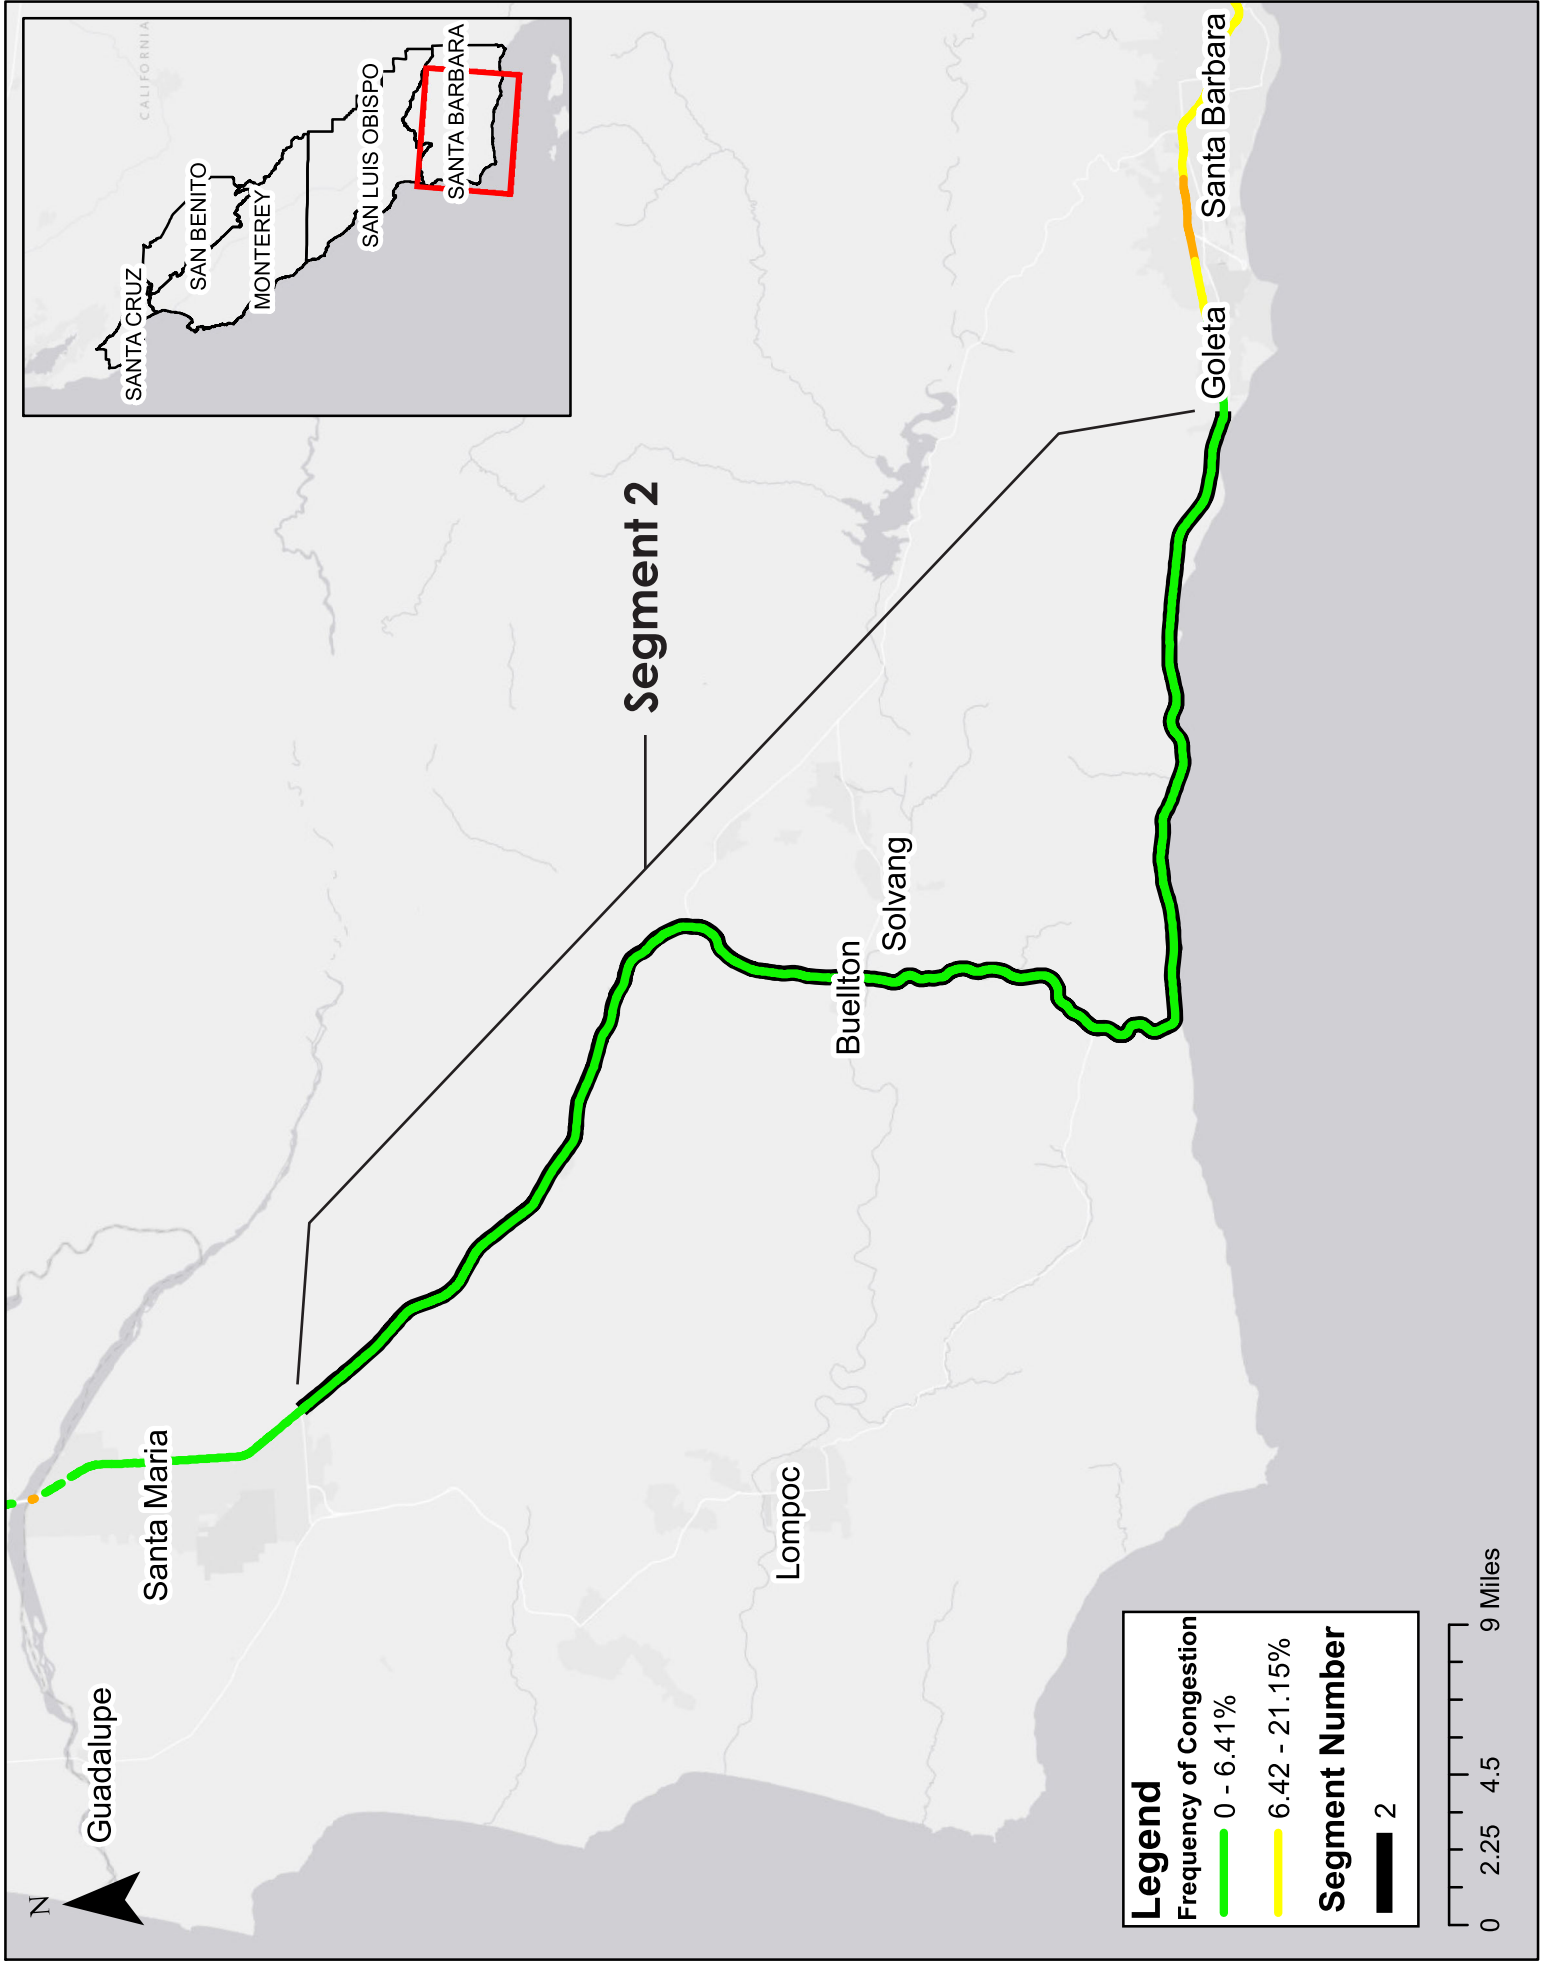 N
Guadalupe
Santa Maria
Lompoc
Buellton
Solvang
Segment 2
Goleta
Santa Barbara
CALIFORNIA
SANTA CRUZ
SAN BENITO
MONTEREY
SAN LUIS OBISPO
SANTA BARBARA
Legend
Frequency of Congestion
0 - 6.41%
6.42 - 21.15%
Segment Number
2
0 2.25 4.5 9 Miles